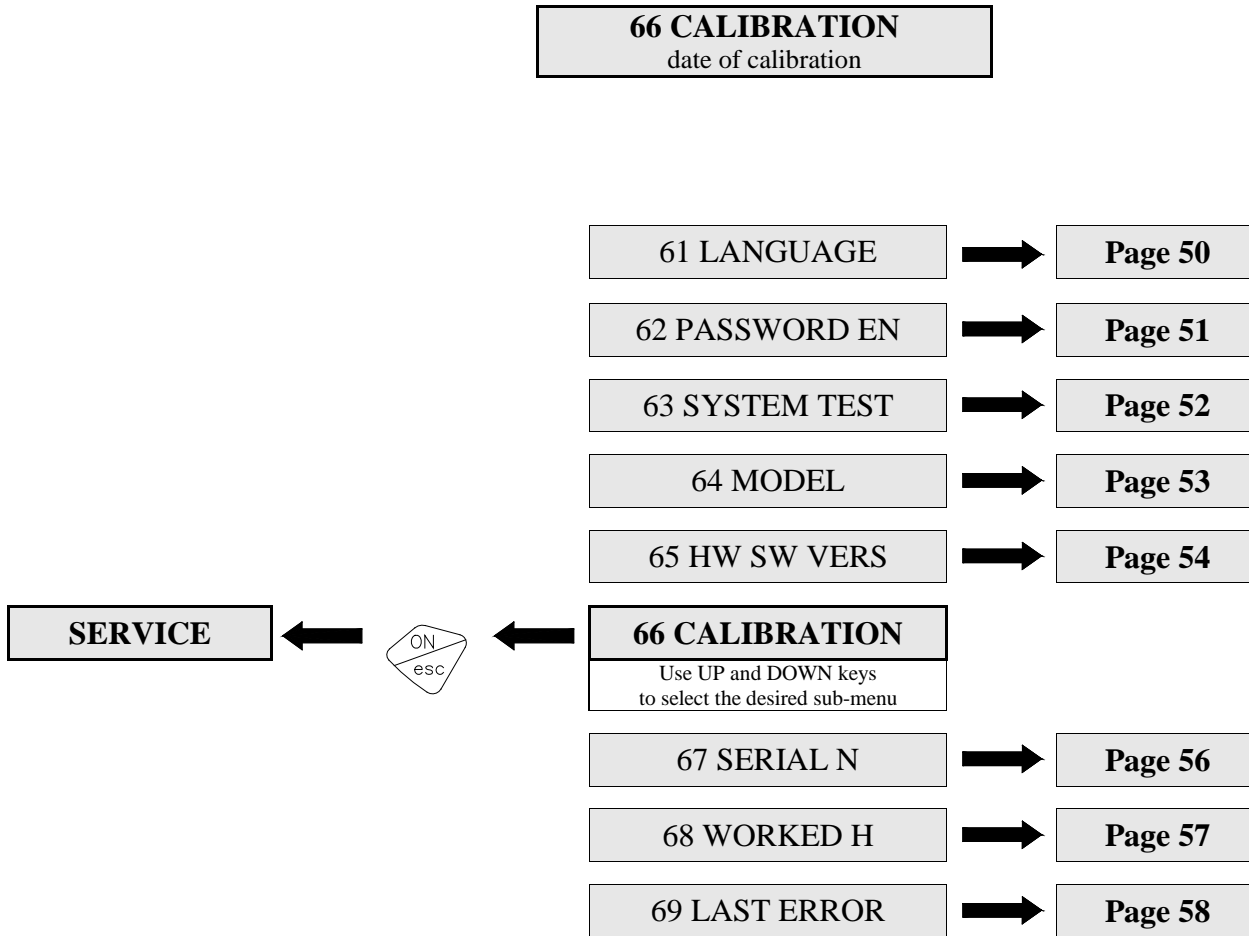 66 CALIBRATION
date of calibration
61 LANGUAGE
Page 50
62 PASSWORD EN
Page 51
63 SYSTEM TEST
Page 52
64 MODEL
Page 53
65 HW SW VERS
Page 54
SERVICE
ON
esc
66 CALIBRATION
Use UP and DOWN keys
to select the desired sub-menu
67 SERIAL N
Page 56
68 WORKED H
Page 57
69 LAST ERROR
Page 58